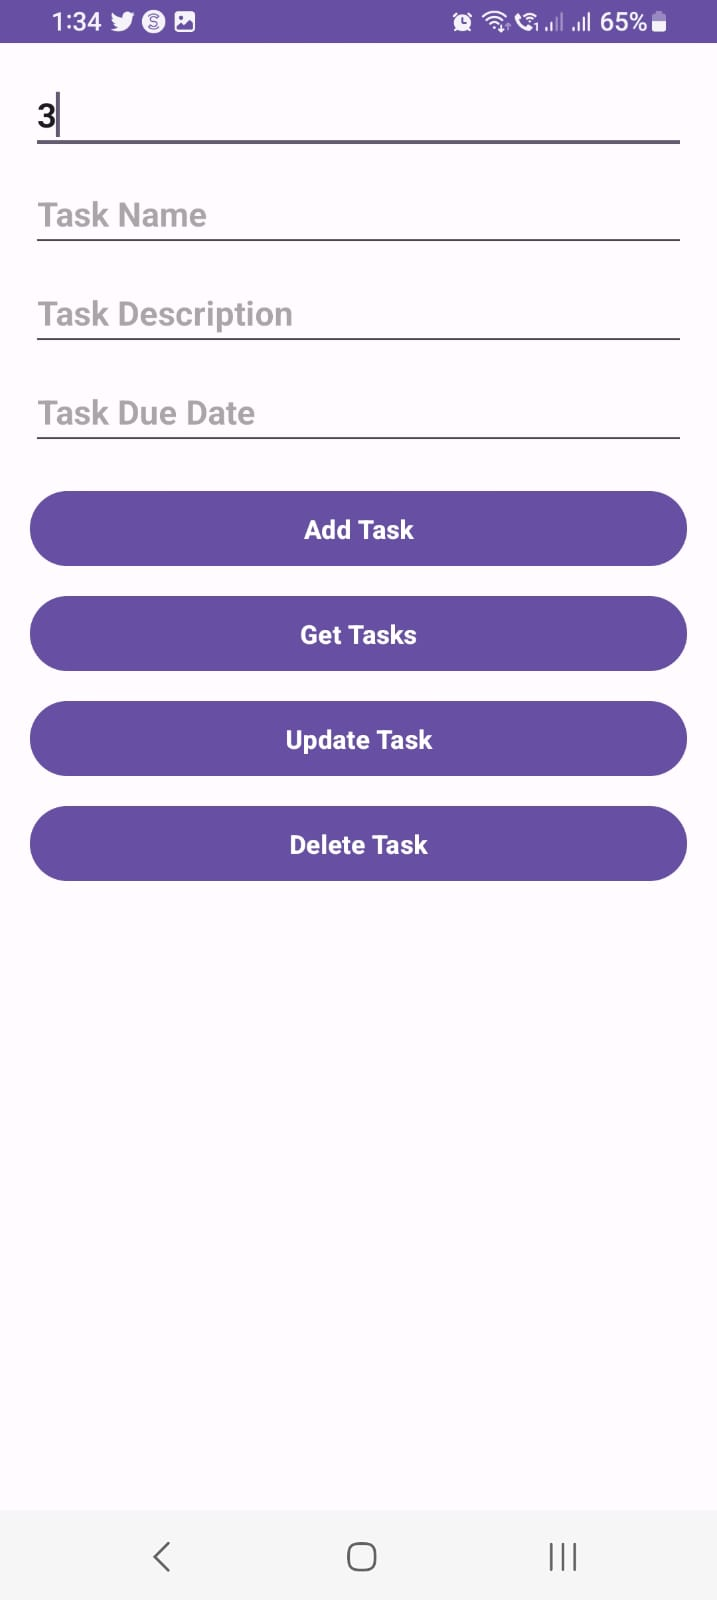 1:34
65%
3
Task Name
Task Description
Task Due Date
Add Task
Get Tasks
Update Task
Delete Task